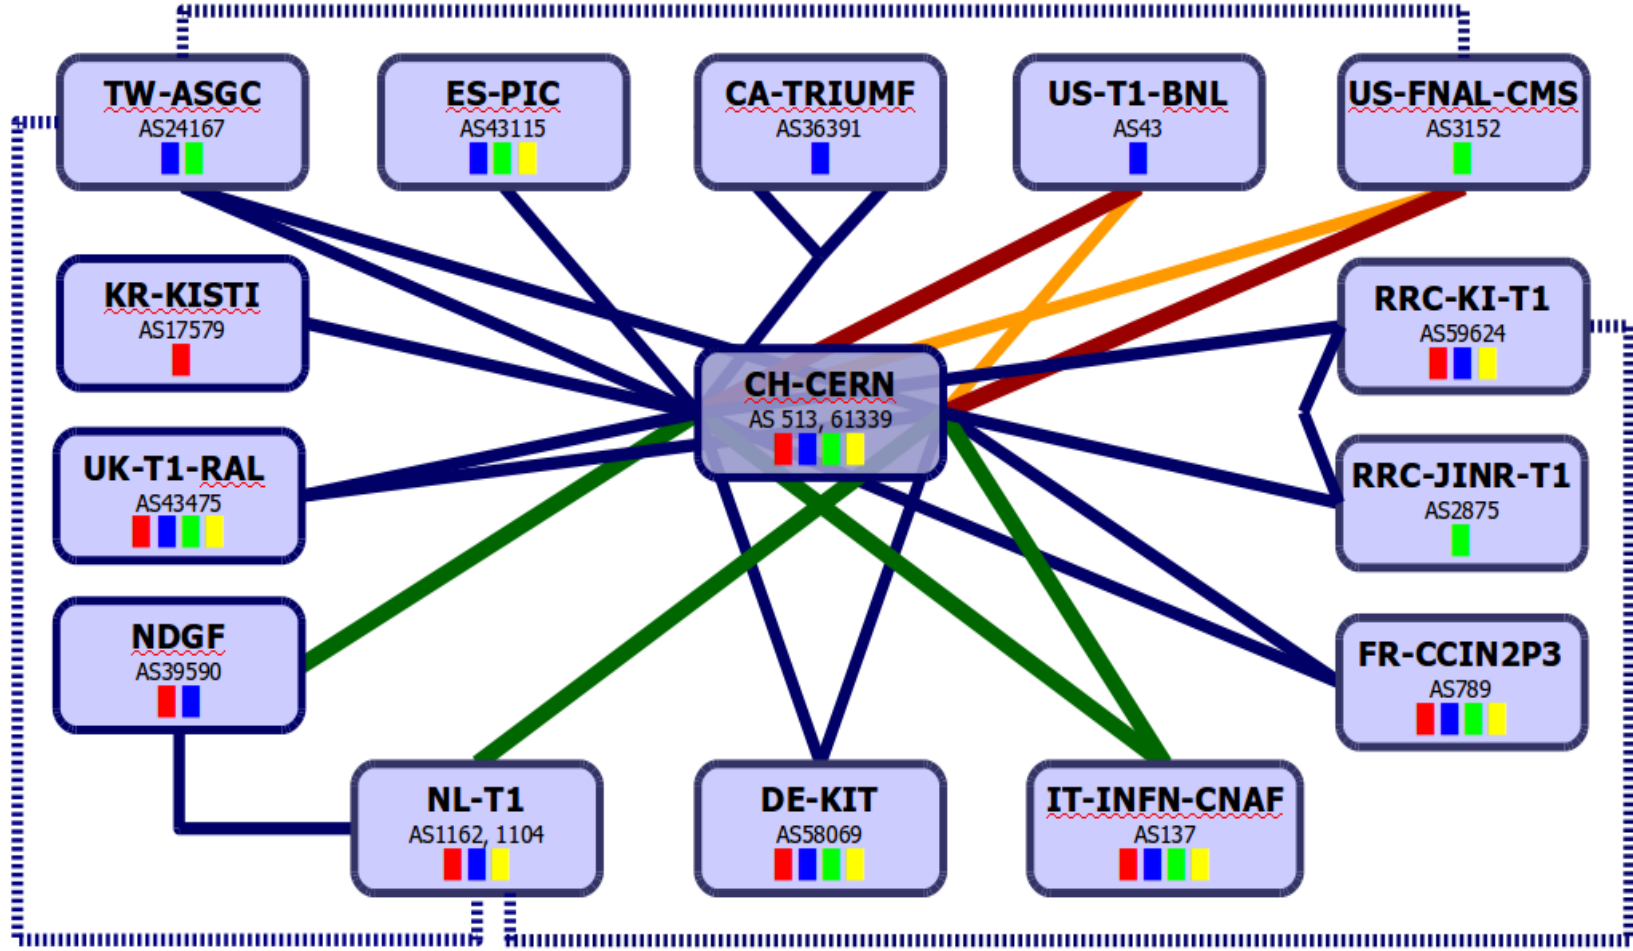 TW-ASGC
AS24167
ES-PIC
AS43115
CA-TRIUMF
AS36391
US-T1-BNL
AS43
US-FNAL-CMS
AS3152
KR-KISTI
AS17579
RRC-KI-T1
AS59624
CH-CERN
AS 513, 61339
UK-T1-RAL
AS43475
RRC-JINR-T1
AS2875
NDGF
AS39590
FR-CCIN2P3
AS789
NL-T1
AS1162, 1104
DE-KIT
AS58069
IT-INFN-CNAF
AS137